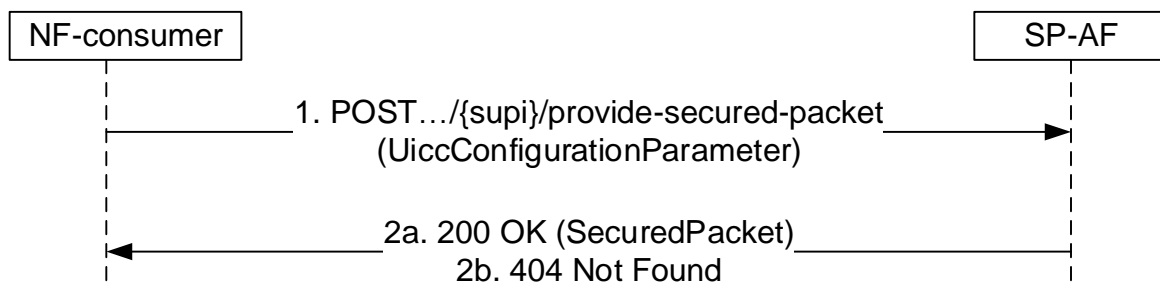 NF-consumer
SP-AF
1. POST…/{supi}/provide-secured-packet
(UiccConfigurationParameter)
2a. 200 OK (SecuredPacket)
2b. 404 Not Found